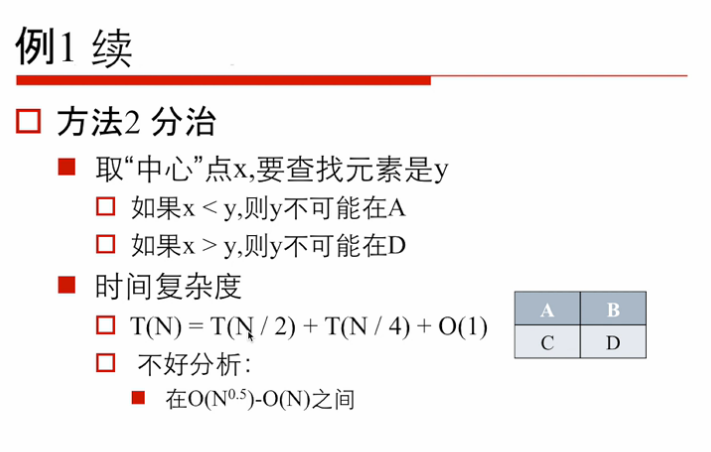 例1 续
方法2 分治
取“中心”点x,要查找元素是y
如果x < y,则y不可能在A
如果x > y,则y不可能在D
时间复杂度
T(N) = T(N / 2) + T(N / 4) + O(1)
不好分析：
在O(N^0.5)-O(N)之间
A B
C D